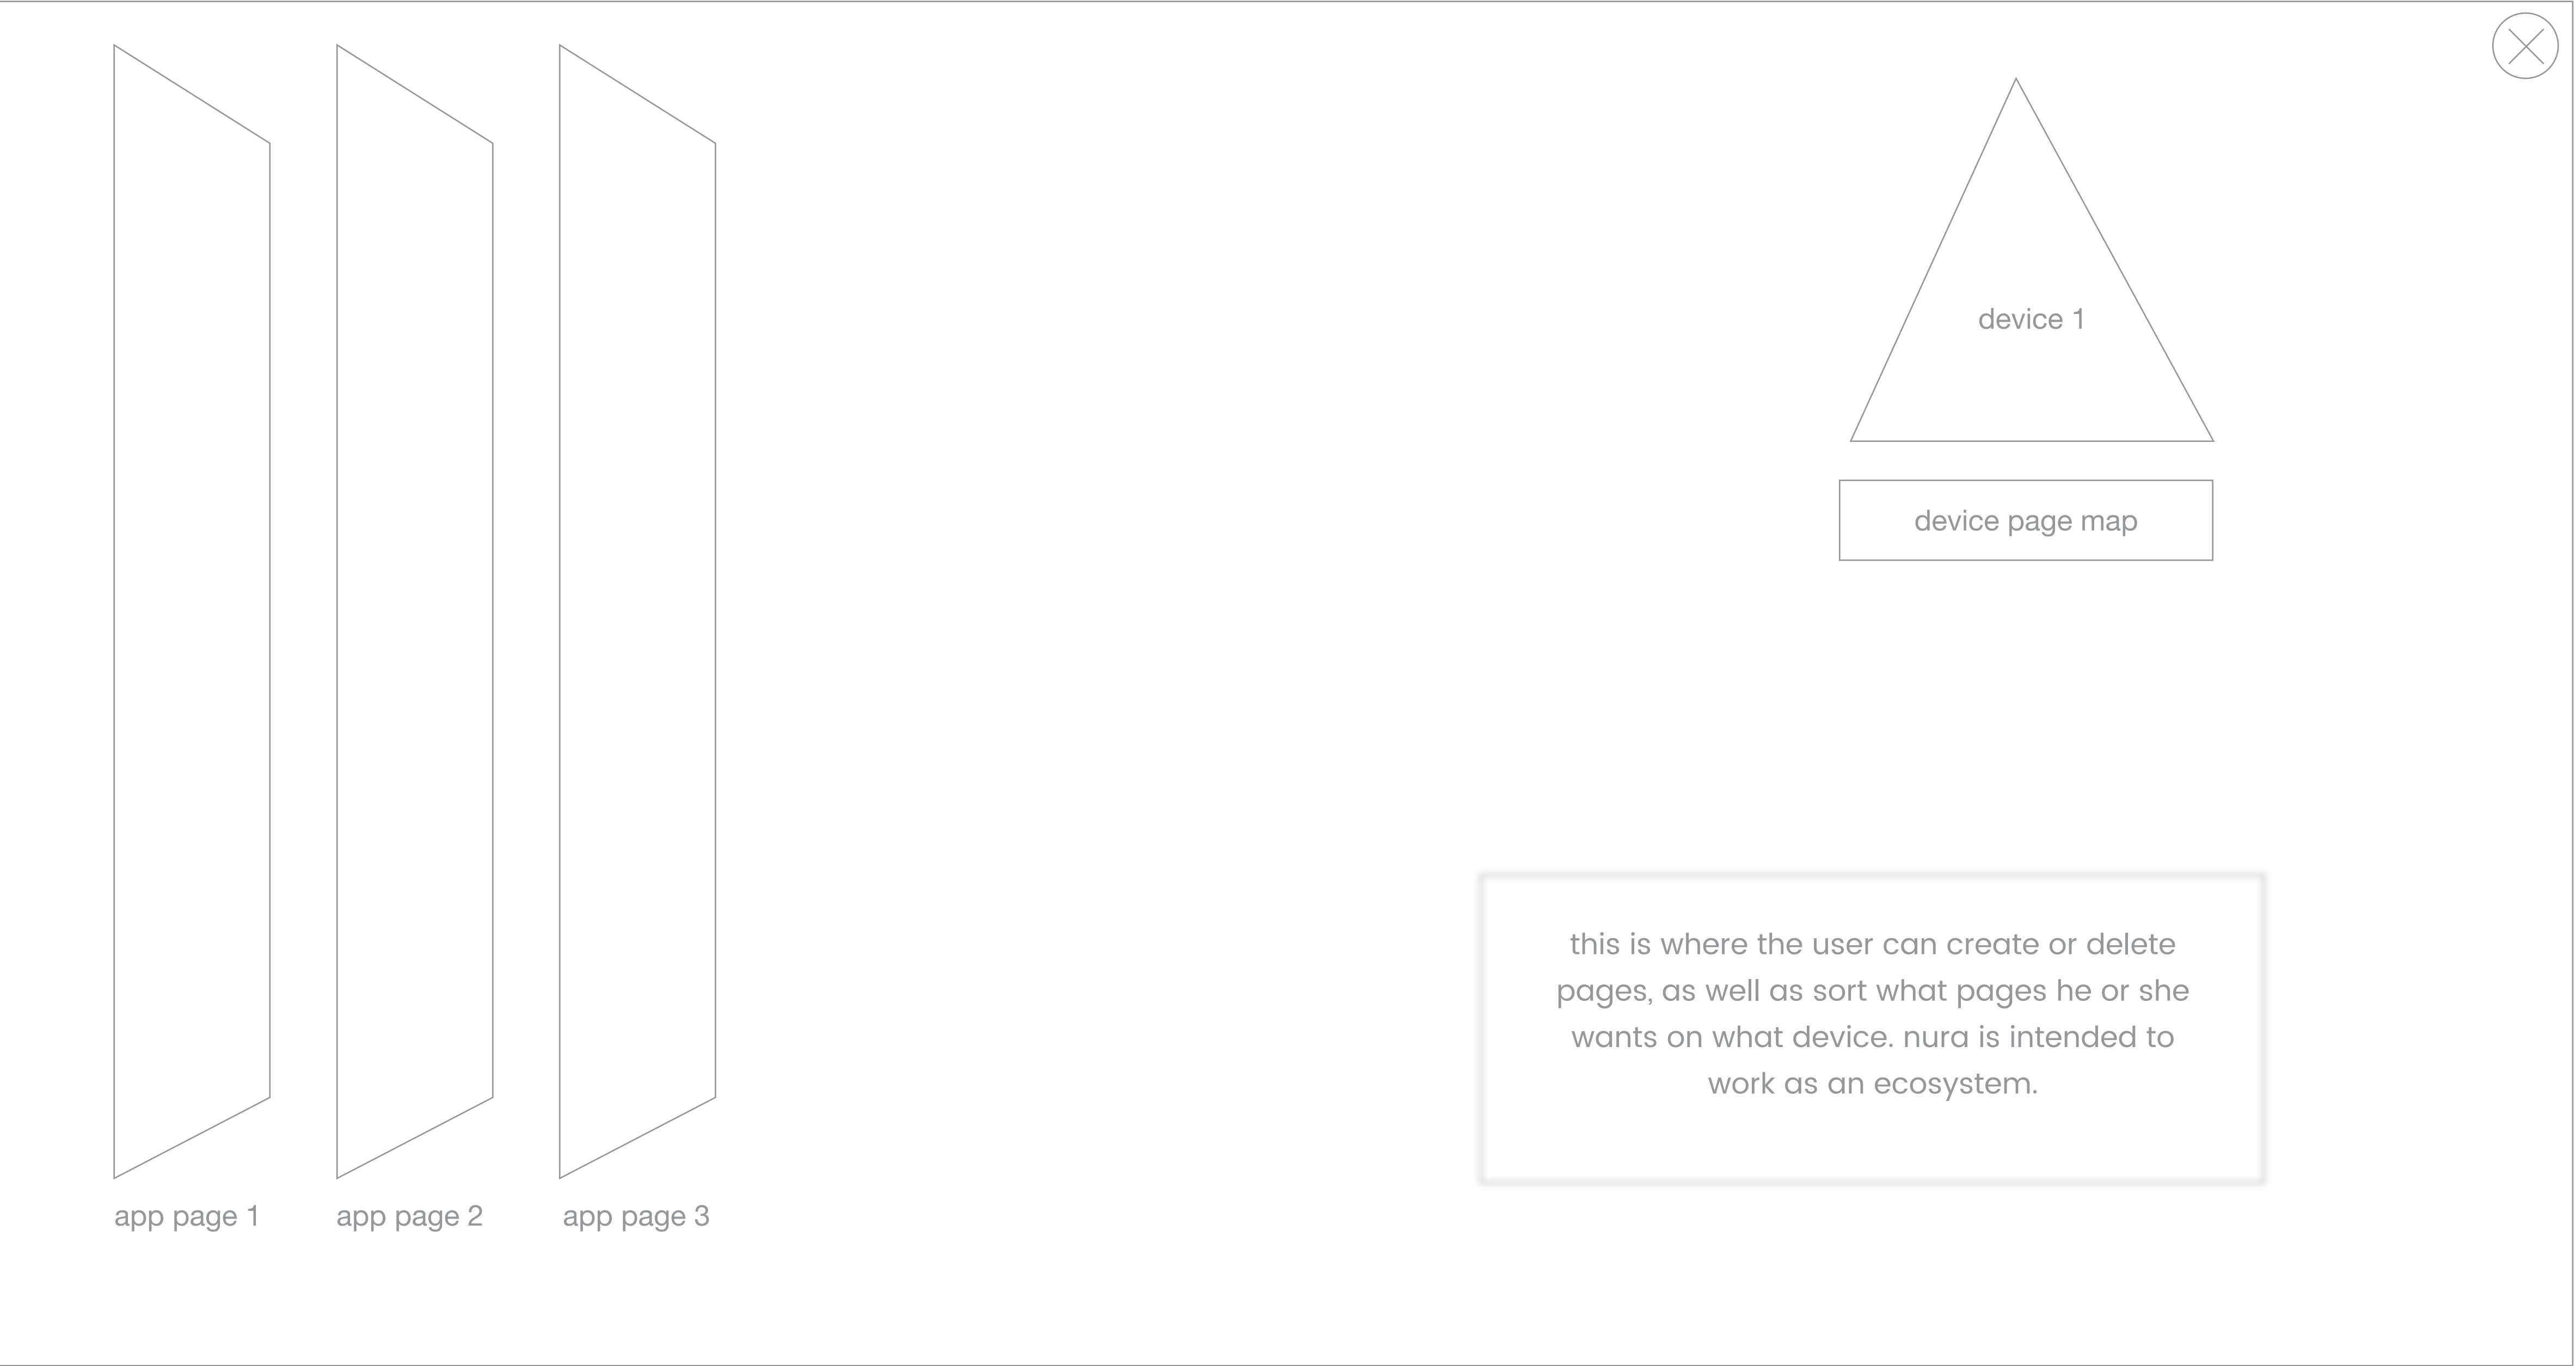 device 1
device page map
this is where the user can create or delete
pages, as well as sort what pages he or she
wants on what device. nura is intended to
work as an ecosystem.
app page 1
app page 2
app page 3